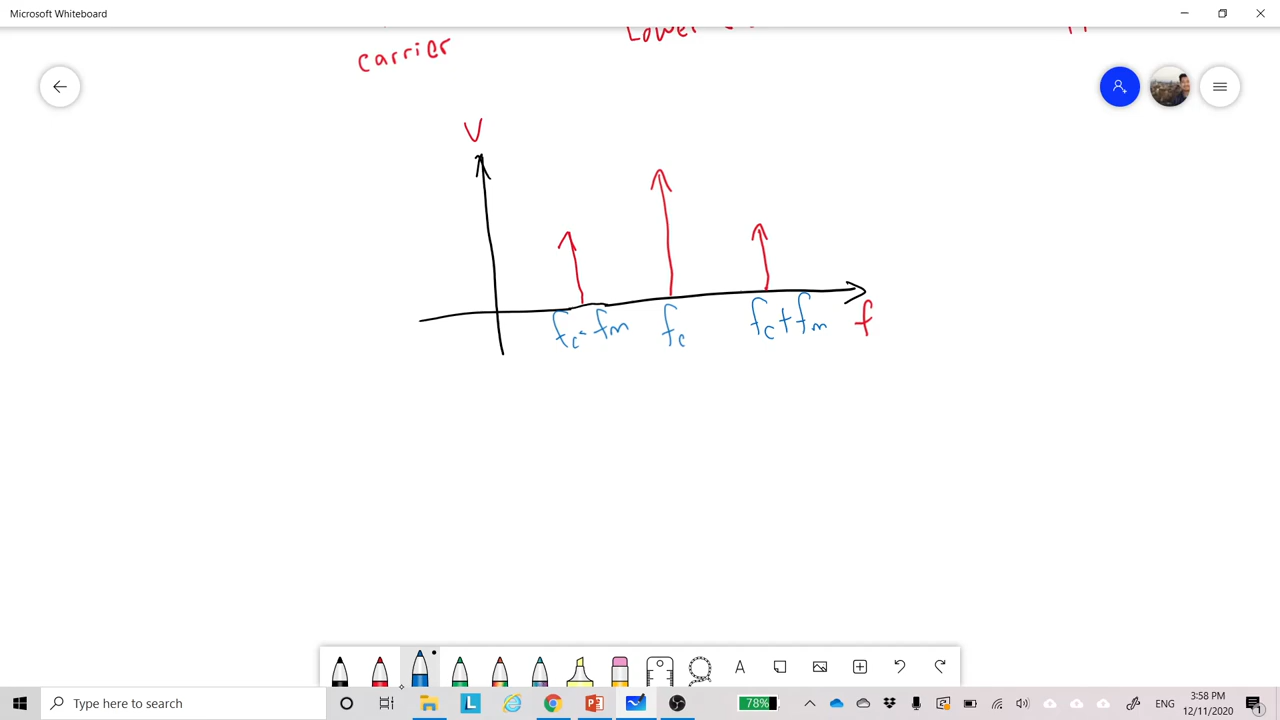 Microsoft Whiteboard
carrier
Lower
V
fc - fm
fc
fc + fm
f
A
Type here to search
L
78%
ENG
3:58 PM
12/11/2020
1